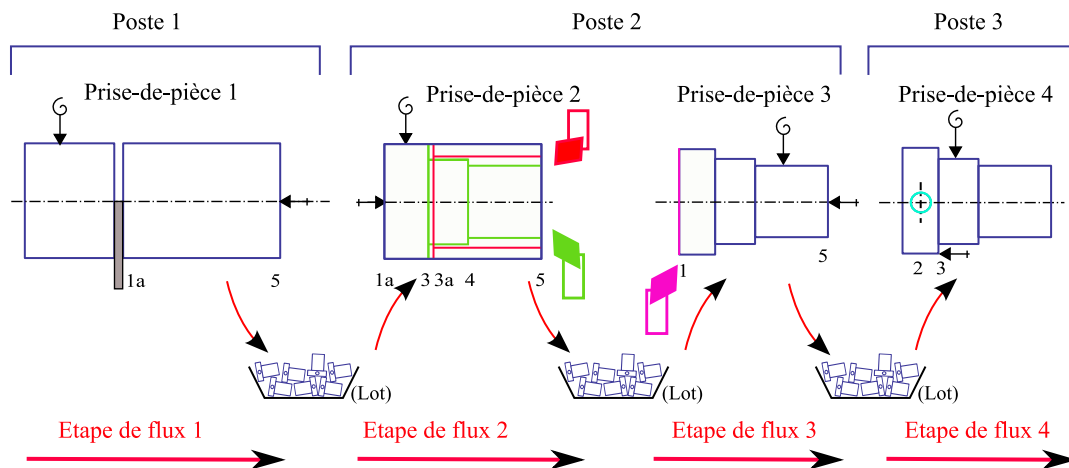 Poste 1
Poste 2
Poste 3
Prise-de-pièce 1
Prise-de-pièce 2
Prise-de-pièce 3
Prise-de-pièce 4
1a
5
1a
3
3a
4
5
1
5
2
3
(Lot)
(Lot)
(Lot)
Etape de flux 1
Etape de flux 2
Etape de flux 3
Etape de flux 4